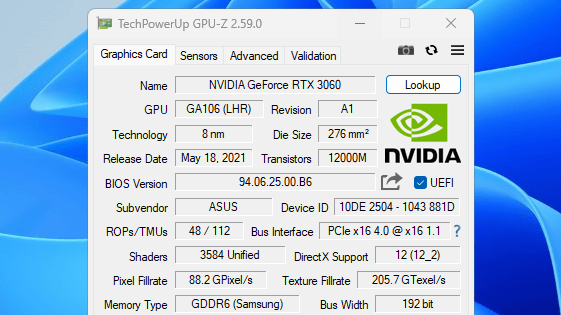 TechPowerUp GPU-Z 2.59.0
Graphics Card Sensors Advanced Validation
Name NVIDIA GeForce RTX 3060 Lookup
GPU GA106 (LHR) Revision A1
Technology 8 nm Die Size 276 mm²
Release Date May 18, 2021 Transistors 12000M
NVIDIA
BIOS Version 94.06.25.00.B6 UEFI
Subvendor ASUS Device ID 10DE 2504 - 1043 881D
ROPs/TMUs 48 / 112 Bus Interface PCIe x16 4.0 @ x16 1.1 ?
Shaders 3584 Unified DirectX Support 12 (12_2)
Pixel Fillrate 88.2 GPixel/s Texture Fillrate 205.7 GTexel/s
Memory Type GDDR6 (Samsung) Bus Width 192 bit